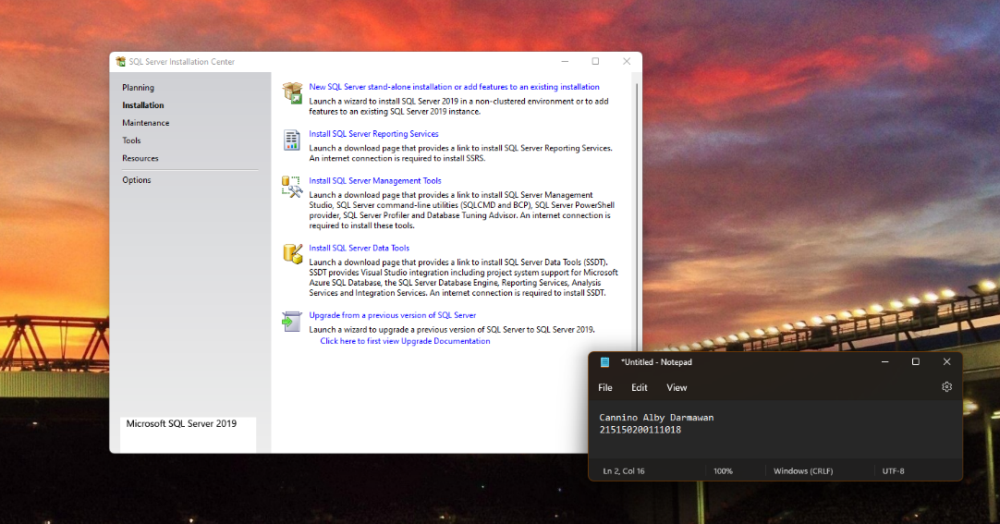 SQL Server Installation Center
Planning
Installation
Maintenance
Tools
Resources
Options
Microsoft SQL Server 2019
New SQL Server stand-alone installation or add features to an existing installation
Launch a wizard to install SQL Server 2019 in a non-clustered environment or to add
features to an existing SQL Server 2019 instance.
Install SQL Server Reporting Services
Launch a download page that provides a link to install SQL Server Reporting Services.
An internet connection is required to install SSRS.
Install SQL Server Management Tools
Launch a download page that provides a link to install SQL Server Management
Studio, SQL Server command-line utilities (SQLCMD and BCP), SQL Server PowerShell
provider, SQL Server Profiler and Database Tuning Advisor. An internet connection is
required to install these tools.
Install SQL Server Data Tools
Launch a download page that provides a link to install SQL Server Data Tools (SSDT).
SSDT provides Visual Studio integration including project system support for Microsoft
Azure SQL Database, the SQL Server Database Engine, Reporting Services, Analysis
Services and Integration Services. An internet connection is required to install SSDT.
Upgrade from a previous version of SQL Server
Launch a wizard to upgrade a previous version of SQL Server to SQL Server 2019.
Click here to first view Upgrade Documentation
*Untitled - Notepad
File Edit View
Cannino Alby Darmawan
215150200111018
Ln 2, Col 16 100% Windows (CRLF) UTF-8